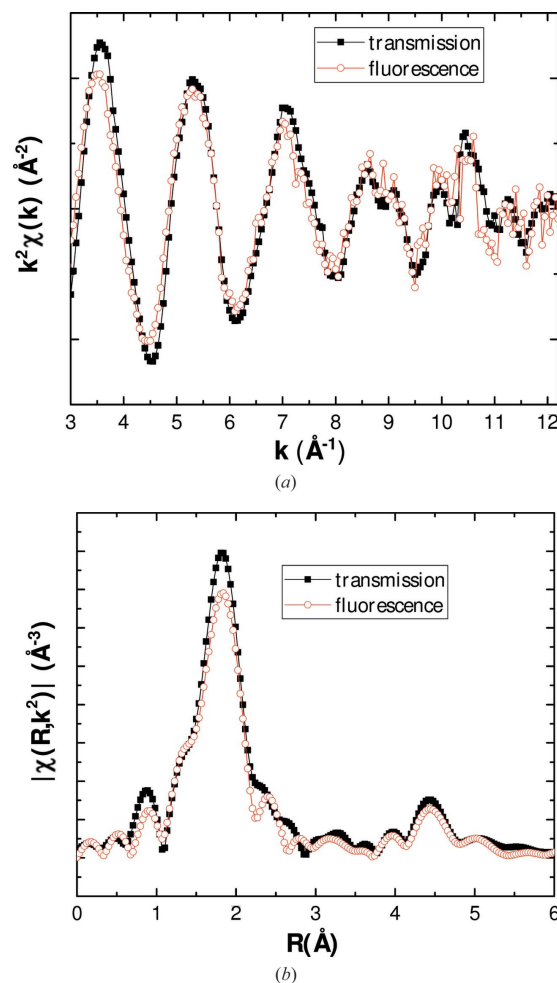 transmission
fluorescence
k²χ(k) (Å⁻²)
3 4 5 6 7 8 9 10 11 12
k (Å⁻¹)
(a)
transmission
fluorescence
|χ(R,k²)| (Å⁻³)
0 1 2 3 4 5 6
R(Å)
(b)